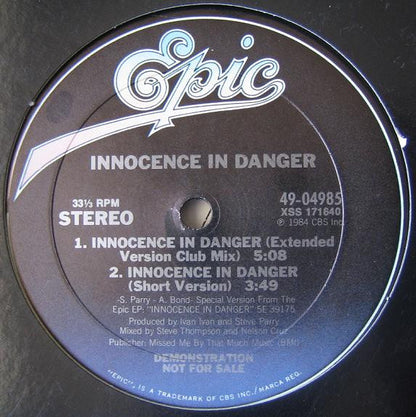 Epic
INNOCENCE IN DANGER
33⅓ RPM
STEREO
49-04985
XSS 171640
℗ 1984 CBS Inc.
1. INNOCENCE IN DANGER (Extended
Version Club Mix) 5:08
2. INNOCENCE IN DANGER
(Short Version) 3:49
-S. Parry - A. Bond- Special Version From The
Epic EP: "INNOCENCE IN DANGER" 5E 39175
Produced by Ivan Ivan and Steve Parry
Mixed by Steve Thompson and Nelson Cruz
Publisher: Missed Me By That Much Music (BMI)
DEMONSTRATION
NOT FOR SALE
"EPIC", IS A TRADEMARK OF CBS INC./MARCA REG.